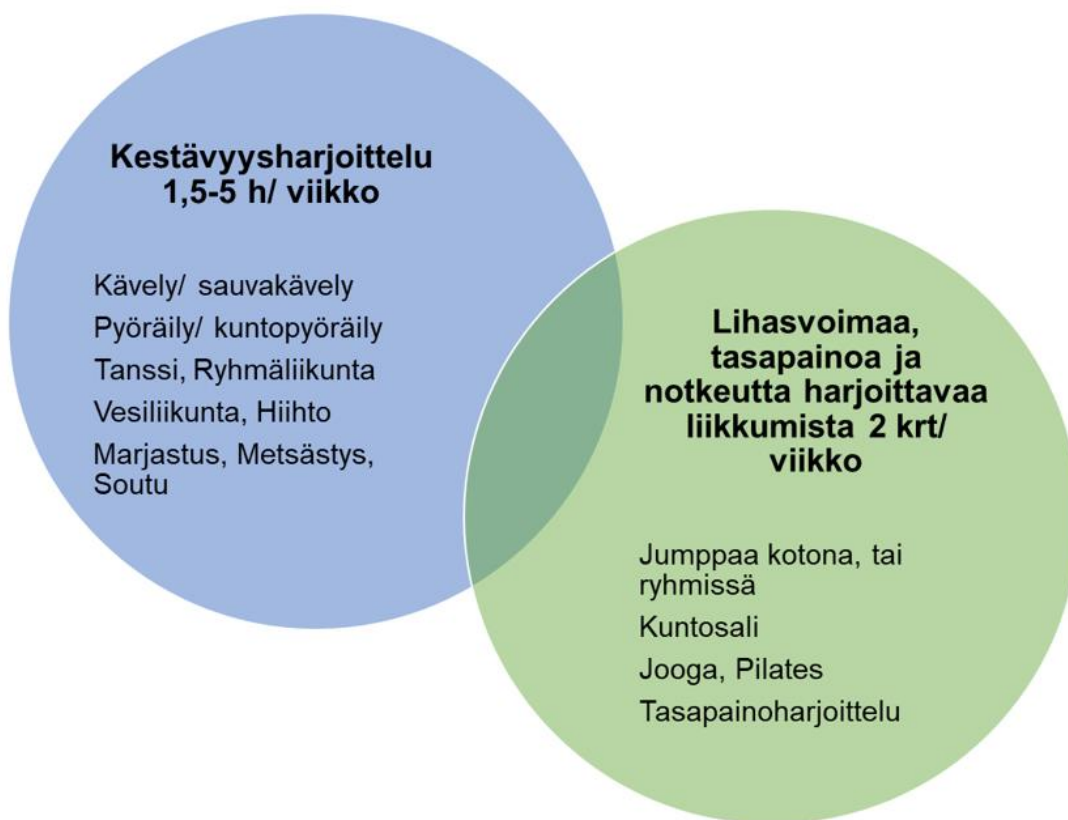 Kestävyysharjoittelu
1,5-5 h/ viikko
Kävely/ sauvakävely
Pyöräily/ kuntopyöräily
Tanssi, Ryhmäliikunta
Vesiliikunta, Hiihto
Marjastus, Metsästys,
Soutu
Lihasvoimaa,
tasapainoa ja
notkeutta harjoittavaa
liikkumista 2 krt/
viikko
Jumppaa kotona, tai
ryhmissä
Kuntosali
Jooga, Pilates
Tasapainoharjoittelu